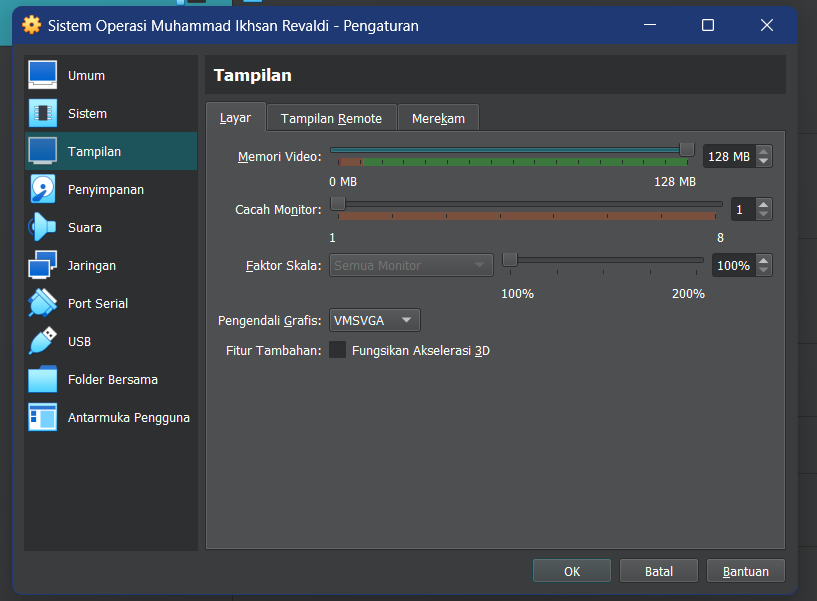 Sistem Operasi Muhammad Ikhsan Revaldi - Pengaturan
Umum
Sistem
Tampilan
Penyimpanan
Suara
Jaringan
Port Serial
USB
Folder Bersama
Antarmuka Pengguna
Tampilan
Layar
Tampilan Remote
Merekam
Memori Video:
128 MB
0 MB
128 MB
Cacah Monitor:
1
1
8
Faktor Skala:
Semua Monitor
100%
100%
200%
Pengendali Grafis:
VMSVGA
Fitur Tambahan:
Fungsikan Akselerasi 3D
OK
Batal
Bantuan